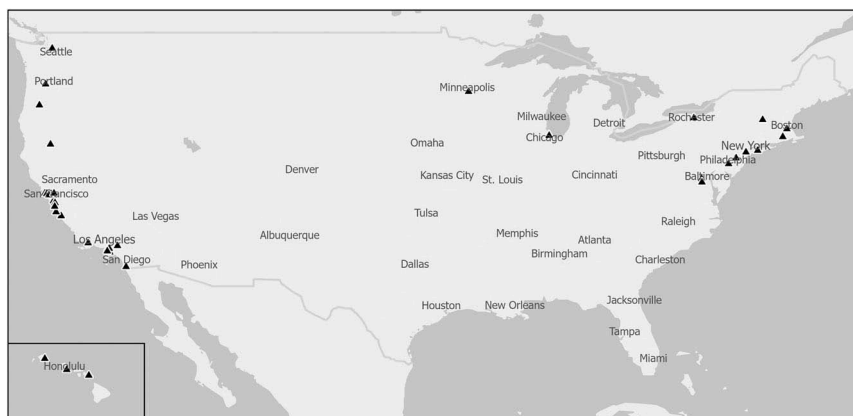 Seattle
Portland
Minneapolis
Milwaukee
Detroit
Rochester
Boston
Chicago
Omaha
New York
Pittsburgh
Philadelphia
Denver
Kansas City
St. Louis
Cincinnati
Baltimore
Sacramento
San Francisco
Las Vegas
Tulsa
Raleigh
Los Angeles
Albuquerque
Memphis
Atlanta
Birmingham
San Diego
Phoenix
Dallas
Charleston
Houston
New Orleans
Jacksonville
Tampa
Miami
Honolulu